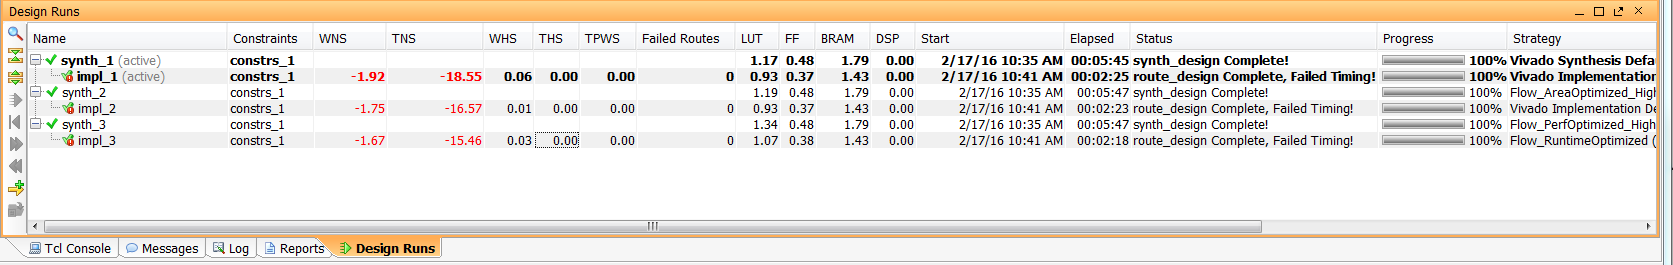 Design Runs
Name Constraints WNS TNS WHS THS TPWS Failed Routes LUT FF BRAM DSP Start Elapsed Status Progress Strategy
synth_1 (active) constrs_1 1.17 0.48 1.79 0.00 2/17/16 10:35 AM 00:05:45 synth_design Complete! 100% Vivado Synthesis Defa
impl_1 (active) constrs_1 -1.92 -18.55 0.06 0.00 0.00 0 0.93 0.37 1.43 0.00 2/17/16 10:41 AM 00:02:25 route_design Complete, Failed Timing! 100% Vivado Implementation
synth_2 constrs_1 1.19 0.48 1.79 0.00 2/17/16 10:35 AM 00:05:47 synth_design Complete! 100% Flow_AreaOptimized_Hig
impl_2 constrs_1 -1.75 -16.57 0.01 0.00 0.00 0 0.93 0.37 1.43 0.00 2/17/16 10:41 AM 00:02:23 route_design Complete, Failed Timing! 100% Vivado Implementation De
synth_3 constrs_1 1.34 0.48 1.79 0.00 2/17/16 10:35 AM 00:05:47 synth_design Complete! 100% Flow_PerfOptimized_Hig
impl_3 constrs_1 -1.67 -15.46 0.03 0.00 0.00 0 1.07 0.38 1.43 0.00 2/17/16 10:41 AM 00:02:18 route_design Complete, Failed Timing! 100% Flow_RuntimeOptimized (
Tcl Console Messages Log Reports Design Runs